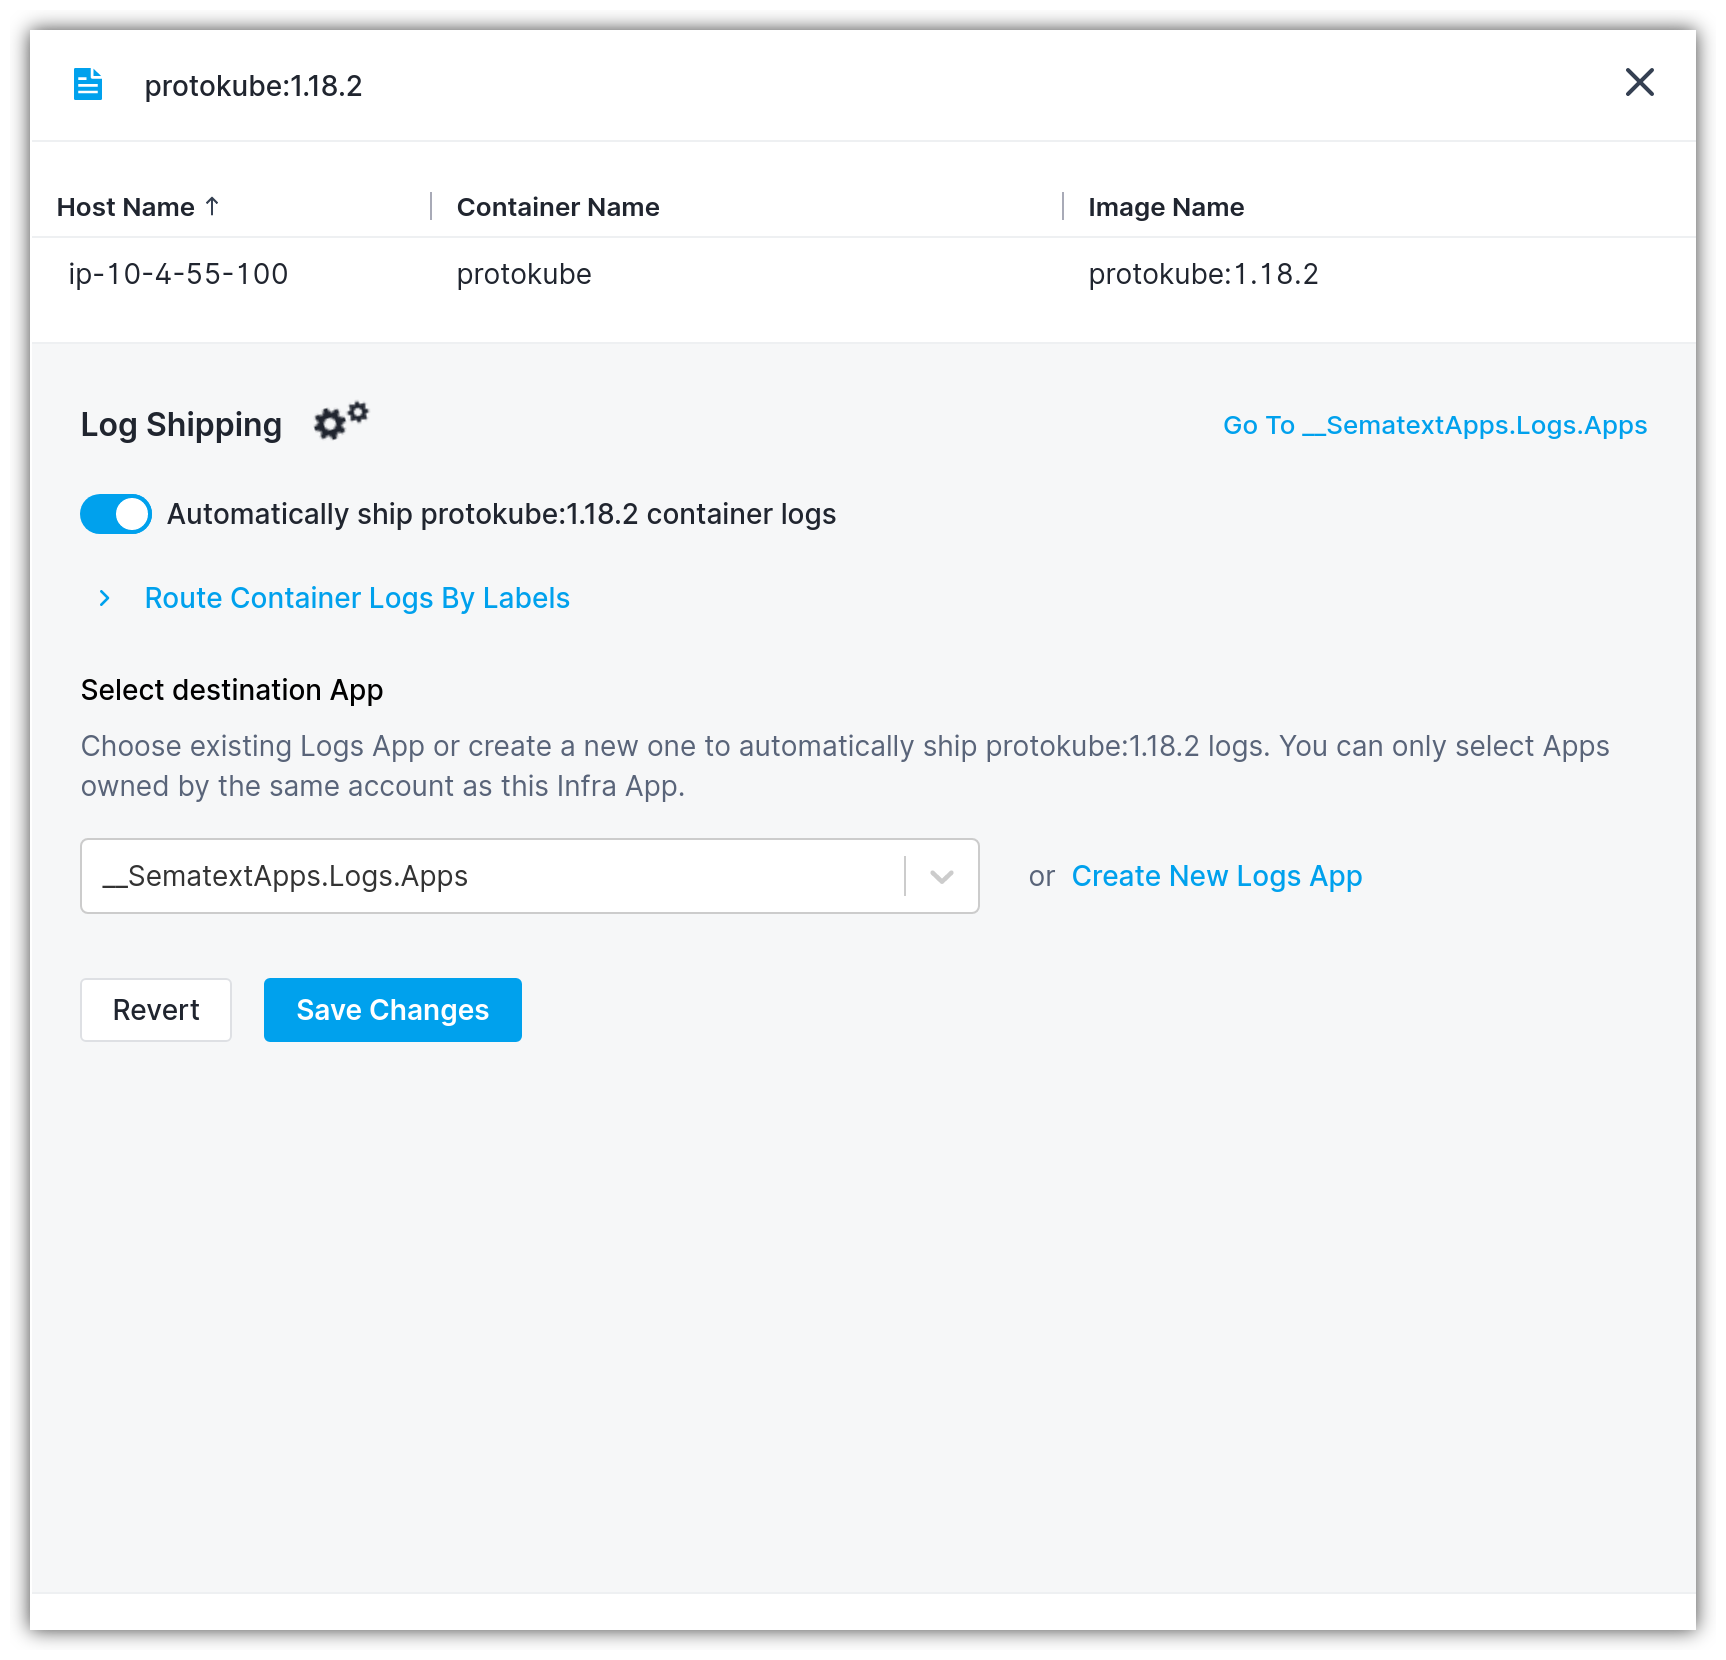 protokube:1.18.2
Host Name ↑ Container Name Image Name
ip-10-4-55-100 protokube protokube:1.18.2
Log Shipping Go To __SematextApps.Logs.Apps
Automatically ship protokube:1.18.2 container logs
Route Container Logs By Labels
Select destination App
Choose existing Logs App or create a new one to automatically ship protokube:1.18.2 logs. You can only select Apps
owned by the same account as this Infra App.
__SematextApps.Logs.Apps or Create New Logs App
Revert Save Changes